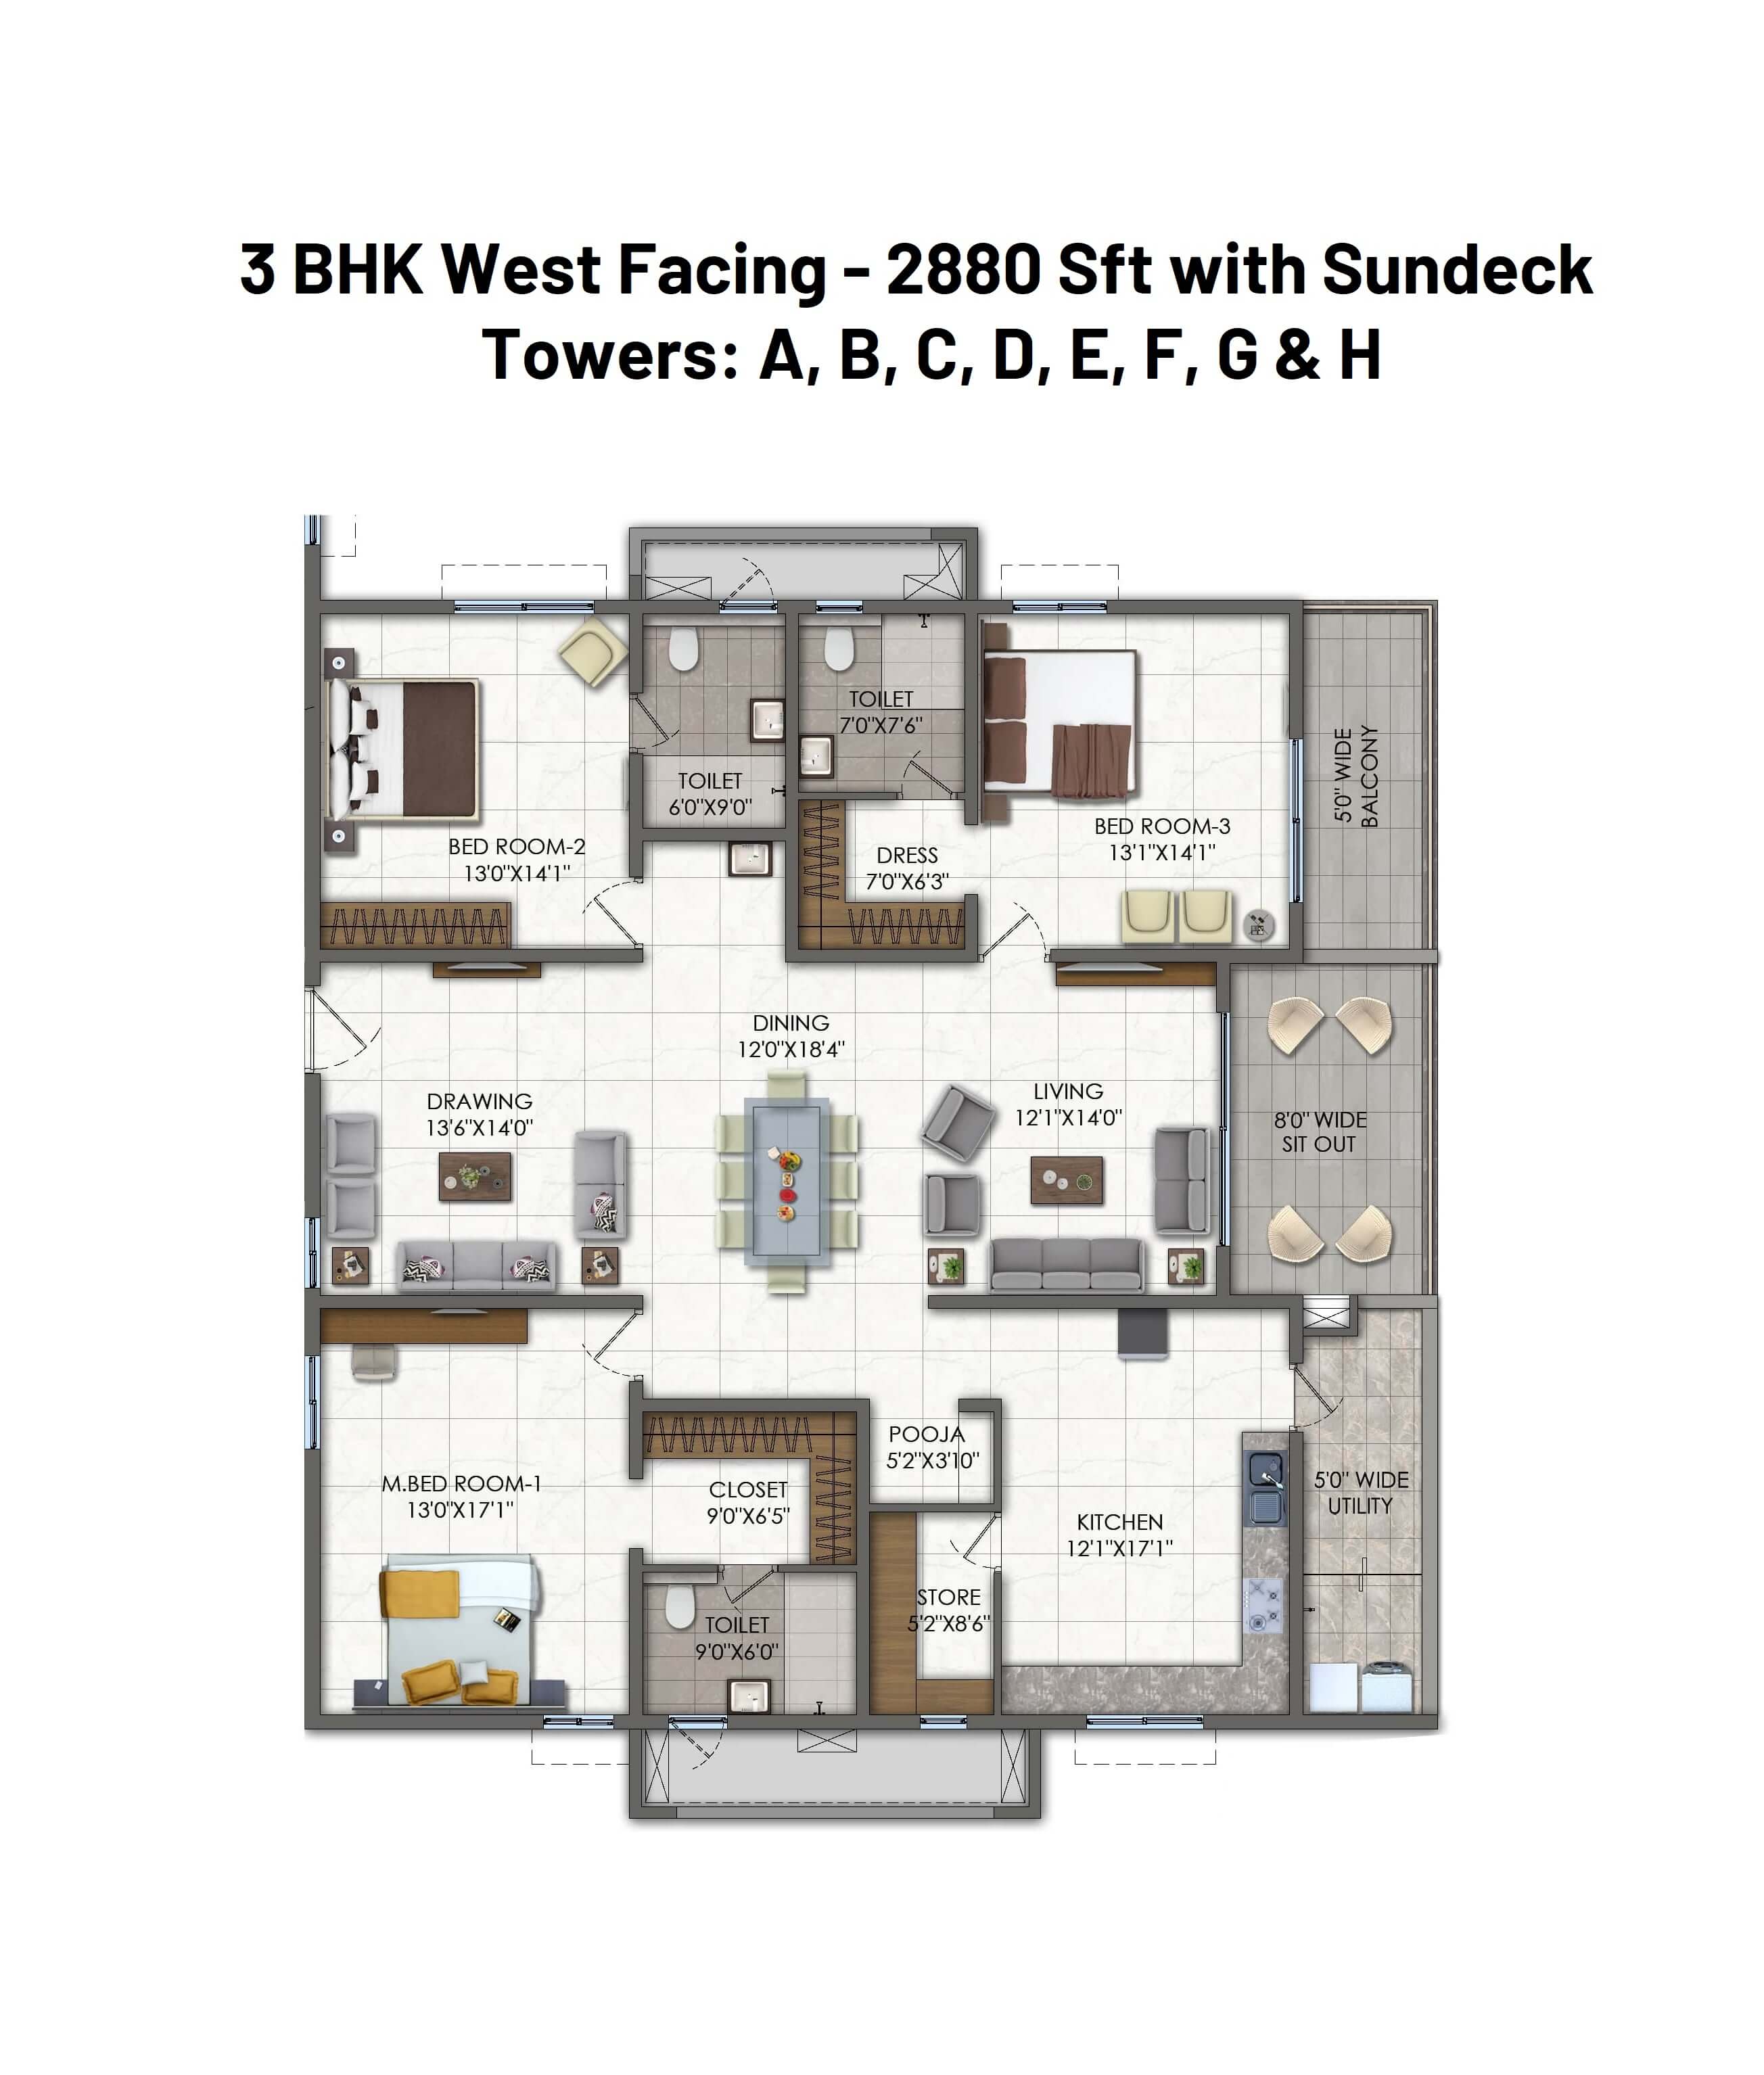 3 BHK West Facing - 2880 Sft with Sundeck
Towers: A, B, C, D, E, F, G & H
TOILET
7'0"X7'6"
TOILET
6'0"X9'0"
BED ROOM-2
13'0"X14'1"
DRESS
7'0"X6'3"
BED ROOM-3
13'1"X14'1"
5'0" WIDE
BALCONY
DINING
12'0"X18'4"
DRAWING
13'6"X14'0"
LIVING
12'1"X14'0"
8'0" WIDE
SIT OUT
M.BED ROOM-1
13'0"X17'1"
CLOSET
9'0"X6'5"
POOJA
5'2"X3'10"
KITCHEN
12'1"X17'1"
5'0" WIDE
UTILITY
TOILET
9'0"X6'0"
STORE
5'2"X8'6"